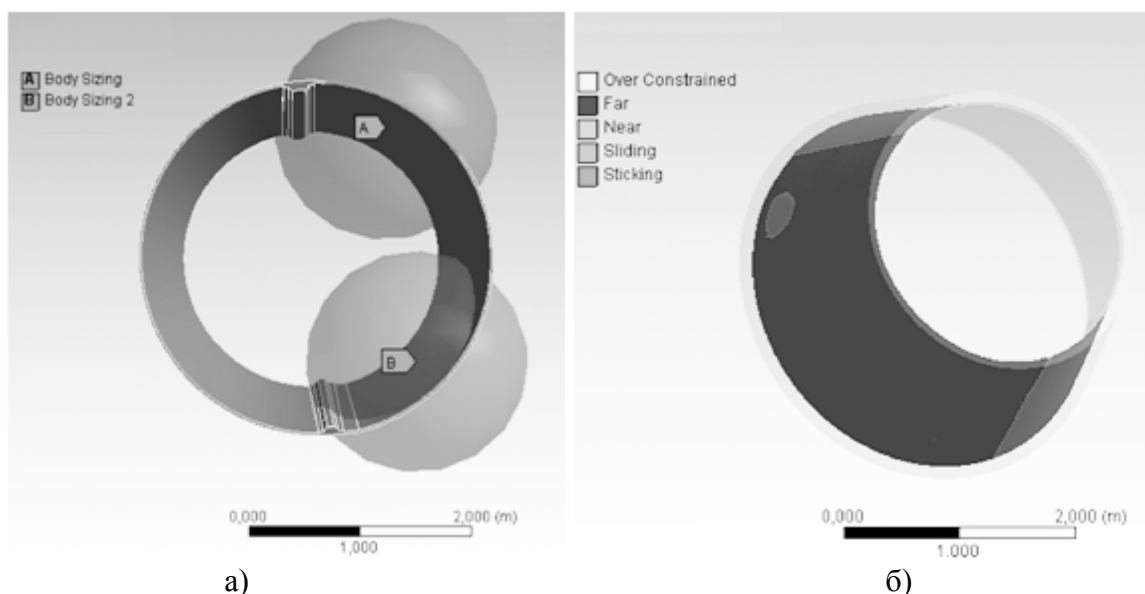 A Body Sizing
B Body Sizing 2
A
B
0,000 2,000 (m)
1,000
а)
Over Constrained
Far
Near
Sliding
Sticking
0,000 2,000 (m)
1.000
б)